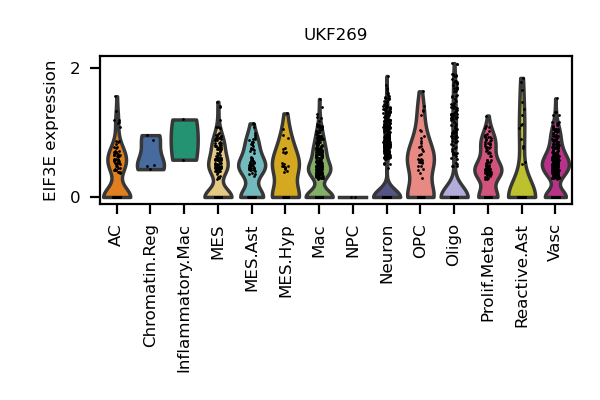 UKF269
EIF3E expression
2
0
AC
Chromatin.Reg
Inflammatory.Mac
MES
MES.Ast
MES.Hyp
Mac
NPC
Neuron
OPC
Oligo
Prolif.Metab
Reactive.Ast
Vasc